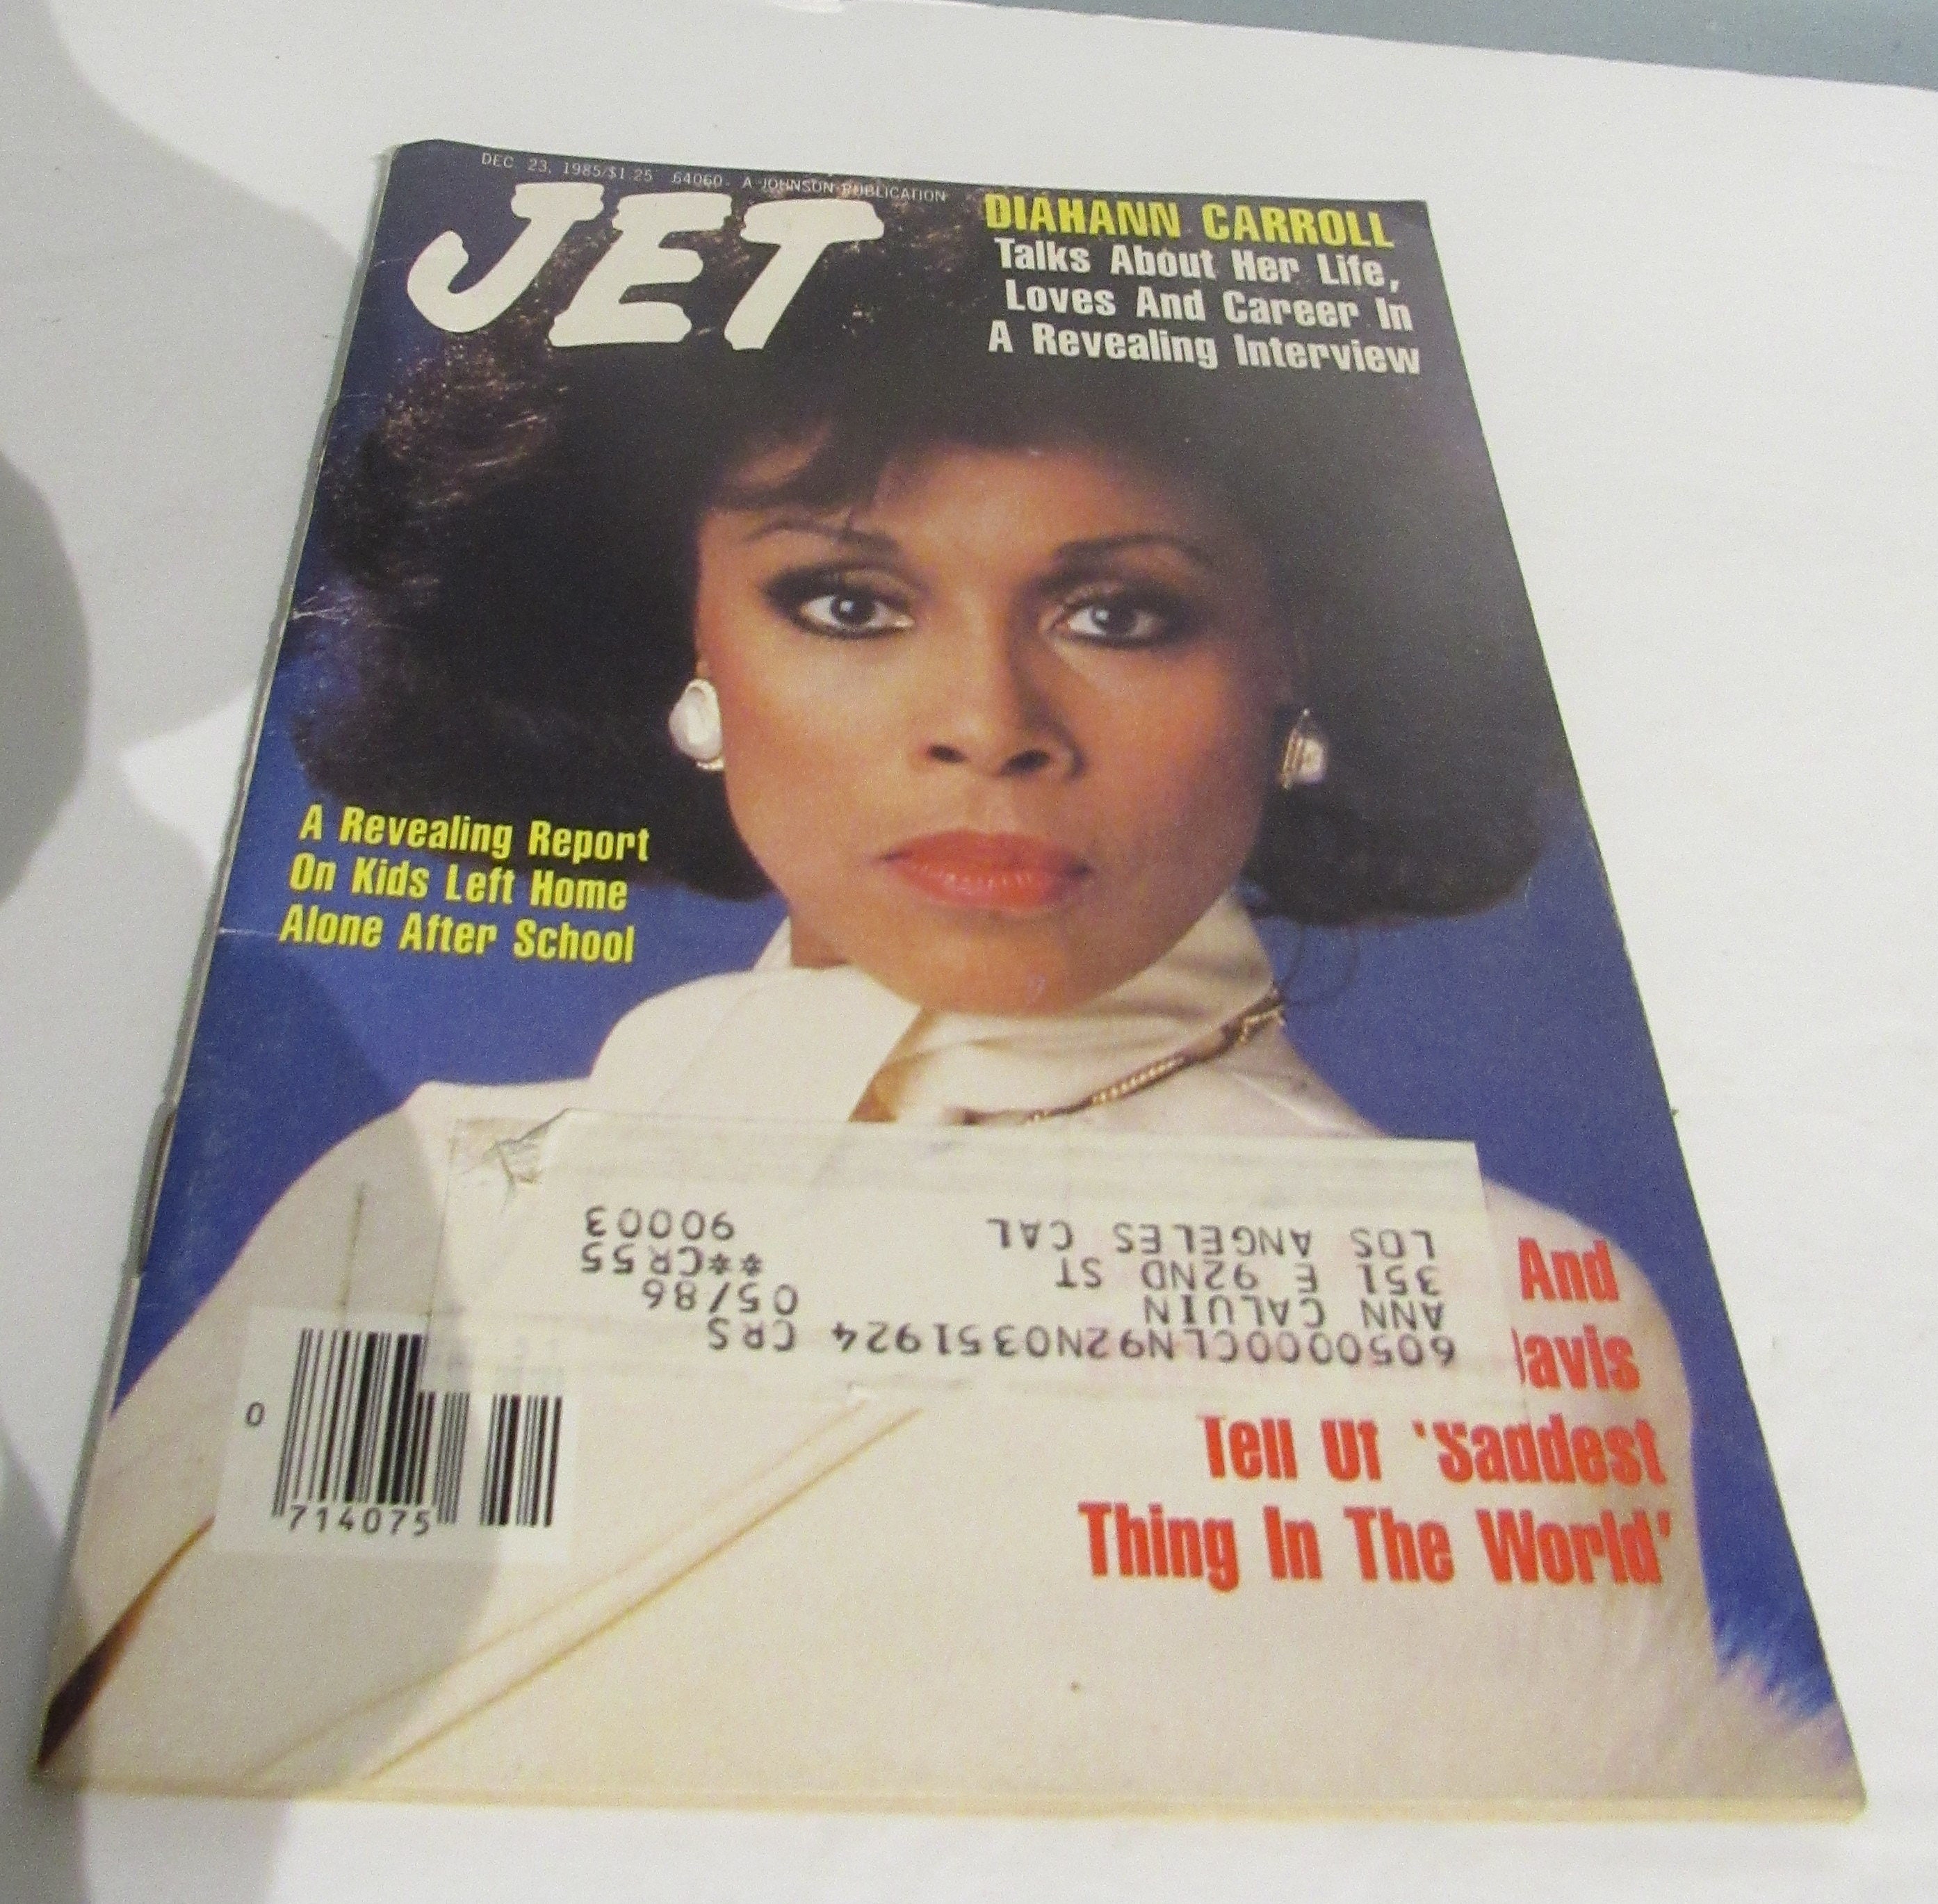 DEC. 23, 1985/$1.25 64060 A JOHNSON PUBLICATION
JET
DIAHANN CARROLL
Talks About Her Life,
Loves And Career In
A Revealing Interview
A Revealing Report
On Kids Left Home
Alone After School
And
Tell Of 'Saddest
Thing In The World'
6050000CLN92N0351924 CRS
ANN CALVIN 05/86
351 E 92ND ST **CR55
LOS ANGELES CAL 90003
0
714075